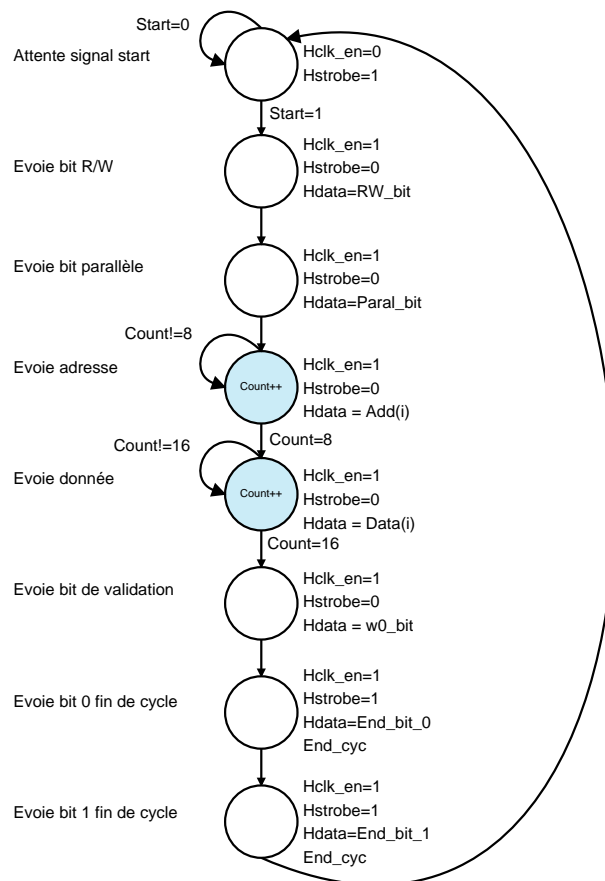 Start=0
Attente signal start
Hclk_en=0
Hstrobe=1
Start=1
Evoie bit R/W
Hclk_en=1
Hstrobe=0
Hdata=RW_bit
Evoie bit parallèle
Hclk_en=1
Hstrobe=0
Hdata=Paral_bit
Count!=8
Evoie adresse
Count++
Hclk_en=1
Hstrobe=0
Hdata = Add(i)
Count=8
Count!=16
Evoie donnée
Count++
Hclk_en=1
Hstrobe=0
Hdata = Data(i)
Count=16
Evoie bit de validation
Hclk_en=1
Hstrobe=0
Hdata = w0_bit
Evoie bit 0 fin de cycle
Hclk_en=1
Hstrobe=1
Hdata=End_bit_0
End_cyc
Evoie bit 1 fin de cycle
Hclk_en=1
Hstrobe=1
Hdata=End_bit_1
End_cyc